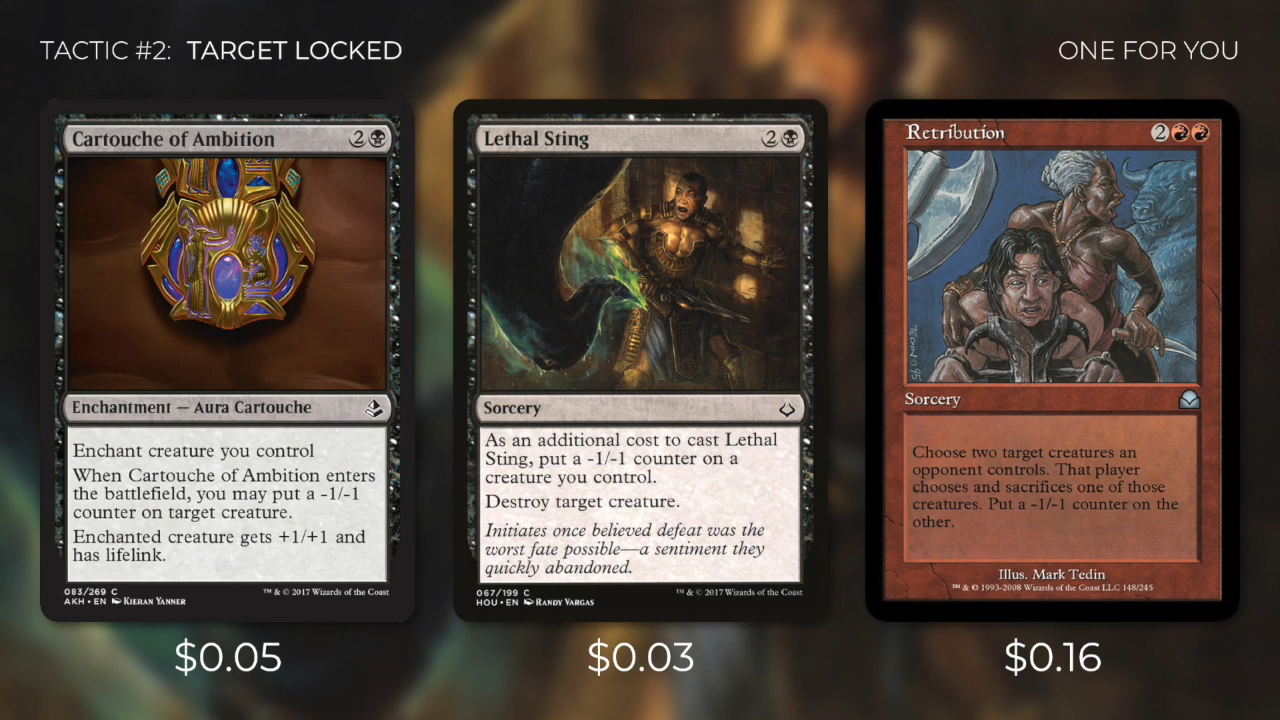 TACTIC #2: TARGET LOCKED
ONE FOR YOU
Cartouche of Ambition
2
Enchantment — Aura Cartouche
Enchant creature you control
When Cartouche of Ambition enters
the battlefield, you may put a -1/-1
counter on target creature.
Enchanted creature gets +1/+1 and
has lifelink.
083/269 C
AKH • EN KIERAN YANNER
™ & © 2017 Wizards of the Coast
$0.05
Lethal Sting
2
Sorcery
As an additional cost to cast Lethal
Sting, put a -1/-1 counter on a
creature you control.
Destroy target creature.
Initiates once believed defeat was the
worst fate possible—a sentiment they
quickly abandoned.
067/199 C
HOU • EN RANDY VARGAS
™ & © 2017 Wizards of the Coast
$0.03
Retribution
2
TEDIN © 95
Sorcery
Choose two target creatures an
opponent controls. That player
chooses and sacrifices one of those
creatures. Put a -1/-1 counter on the
other.
Illus. Mark Tedin
™ & © 1993-2008 Wizards of the Coast LLC 148/245
$0.16